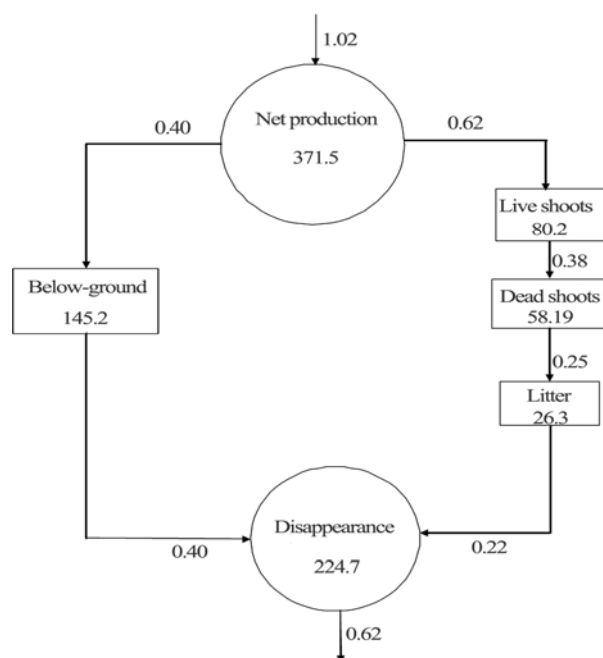 1.02
Net production
371.5
0.40
0.62
Live shoots
80.2
0.38
Below-ground
145.2
Dead shoots
58.19
0.25
Litter
26.3
Disappearance
224.7
0.40
0.22
0.62